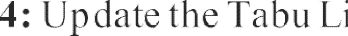 4: Update the Tabu Li